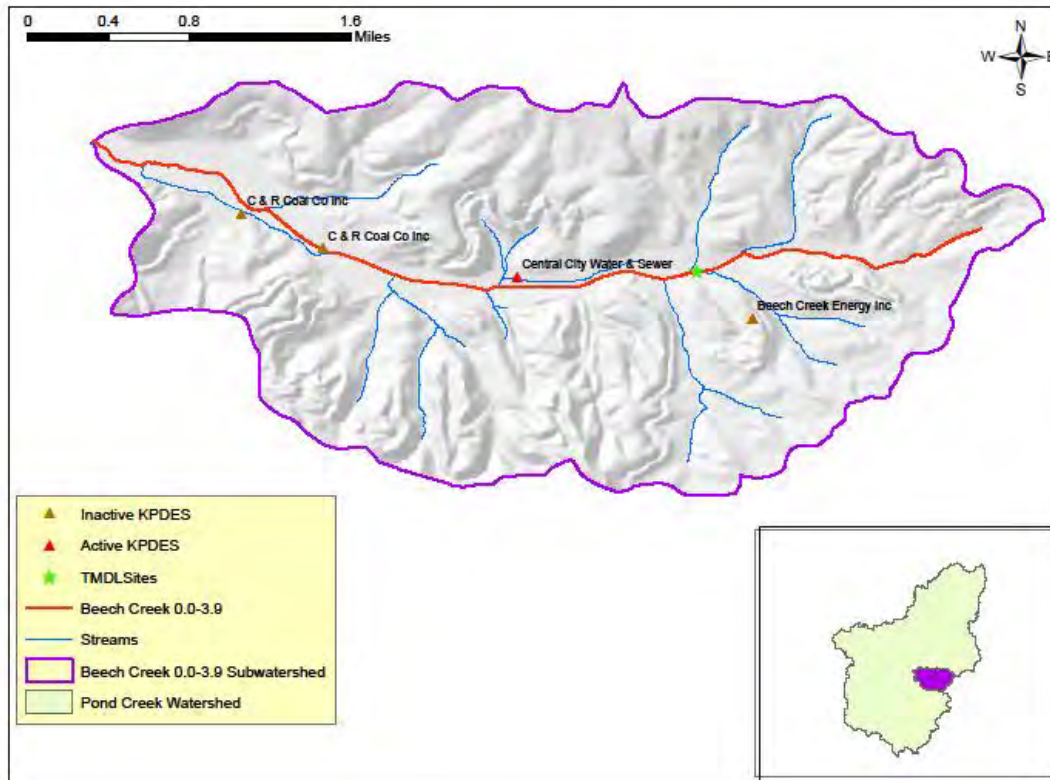 0 0.4 0.8 1.6
Miles
N
W E
S
C & R Coal Co Inc
C & R Coal Co Inc
Central City Water & Sewer
Beech Creek Energy Inc
Inactive KPDES
Active KPDES
TMDLSites
Beech Creek 0.0-3.9
Streams
Beech Creek 0.0-3.9 Subwatershed
Pond Creek Watershed